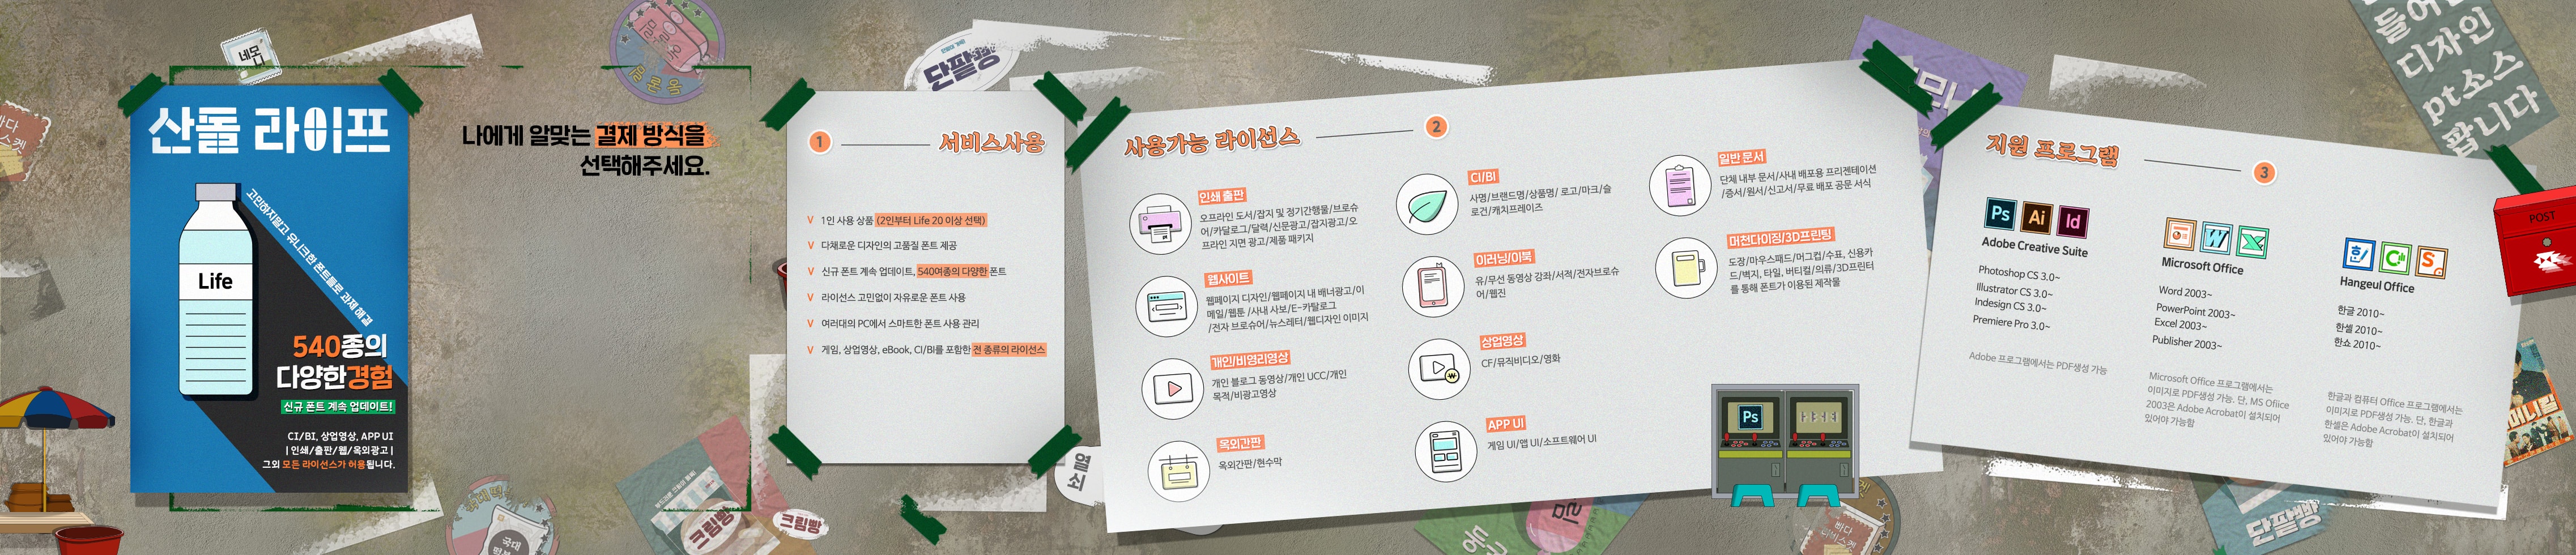 네모니
단팥빵
들어
디자인
pt소스
팝니다
산돌 라이프
고민하지말고 유니크한 폰트들로 과제 해결
Life
540종의
다양한경험
신규 폰트 계속 업데이트!
CI/BI, 상업영상, APP UI
| 인쇄/출판/웹/옥외광고 |
그외 모든 라이선스가 허용됩니다.
나에게 알맞는 결제 방식을
선택해주세요.
1
서비스사용
V 1인 사용 상품 (2인부터 Life 20 이상 선택)
V 다채로운 디자인의 고품질 폰트 제공
V 신규 폰트 계속 업데이트, 540여종의 다양한 폰트
V 라이선스 고민없이 자유로운 폰트 사용
V 여러대의 PC에서 스마트한 폰트 사용 관리
V 게임, 상업영상, eBook, CI/BI를 포함한 전 종류의 라이선스
사용가능 라이선스
2
인쇄 출판
오프라인 도서/잡지 및 정기간행물/브로슈
어/카달로그/달력/신문광고/잡지광고/오
프라인 지면 광고/제품 패키지
웹사이트
웹페이지 디자인/웹페이지 내 배너광고/이
메일/웹툰 /사내 사보/E-카탈로그
/전자 브로슈어/뉴스레터/웹디자인 이미지
개인/비영리영상
개인 블로그 동영상/개인 UCC/개인
목적/비광고영상
옥외간판
옥외간판/현수막
CI/BI
사명/브랜드명/상품명/ 로고/마크/슬
로건/캐치프레이즈
이러닝/이북
유/무선 동영상 강좌/서적/전자브로슈
어/웹진
상업영상
CF/뮤직비디오/영화
APP UI
게임 UI/앱 UI/소프트웨어 UI
일반 문서
단체 내부 문서/사내 배포용 프리젠테이션
/증서/원서/신고서/무료 배포 공문 서식
머천다이징/3D프린팅
도장/마우스패드/머그컵/수표, 신용카
드/벽지, 타일, 버티컬/의류/3D프린터
를 통해 폰트가 이용된 제작물
Ps
지원 프로그램
3
Ps Ai Id
Adobe Creative Suite
Photoshop CS 3.0~
Illustrator CS 3.0~
Indesign CS 3.0~
Premiere Pro 3.0~
Adobe 프로그램에서는 PDF생성 가능
Microsoft Office
Word 2003~
PowerPoint 2003~
Excel 2003~
Publisher 2003~
Microsoft Office 프로그램에서는
이미지로 PDF생성 가능. 단, MS Ofiice
2003은 Adobe Acrobat이 설치되어
있어야 가능함
Hangeul Office
한글 2010~
한셀 2010~
한쇼 2010~
한글과 컴퓨터 Office 프로그램에서는
이미지로 PDF생성 가능. 단, 한글과
한셀은 Adobe Acrobat이 설치되어
있어야 가능함
POST
열쇠
크림빵
크림빵
단팥빵